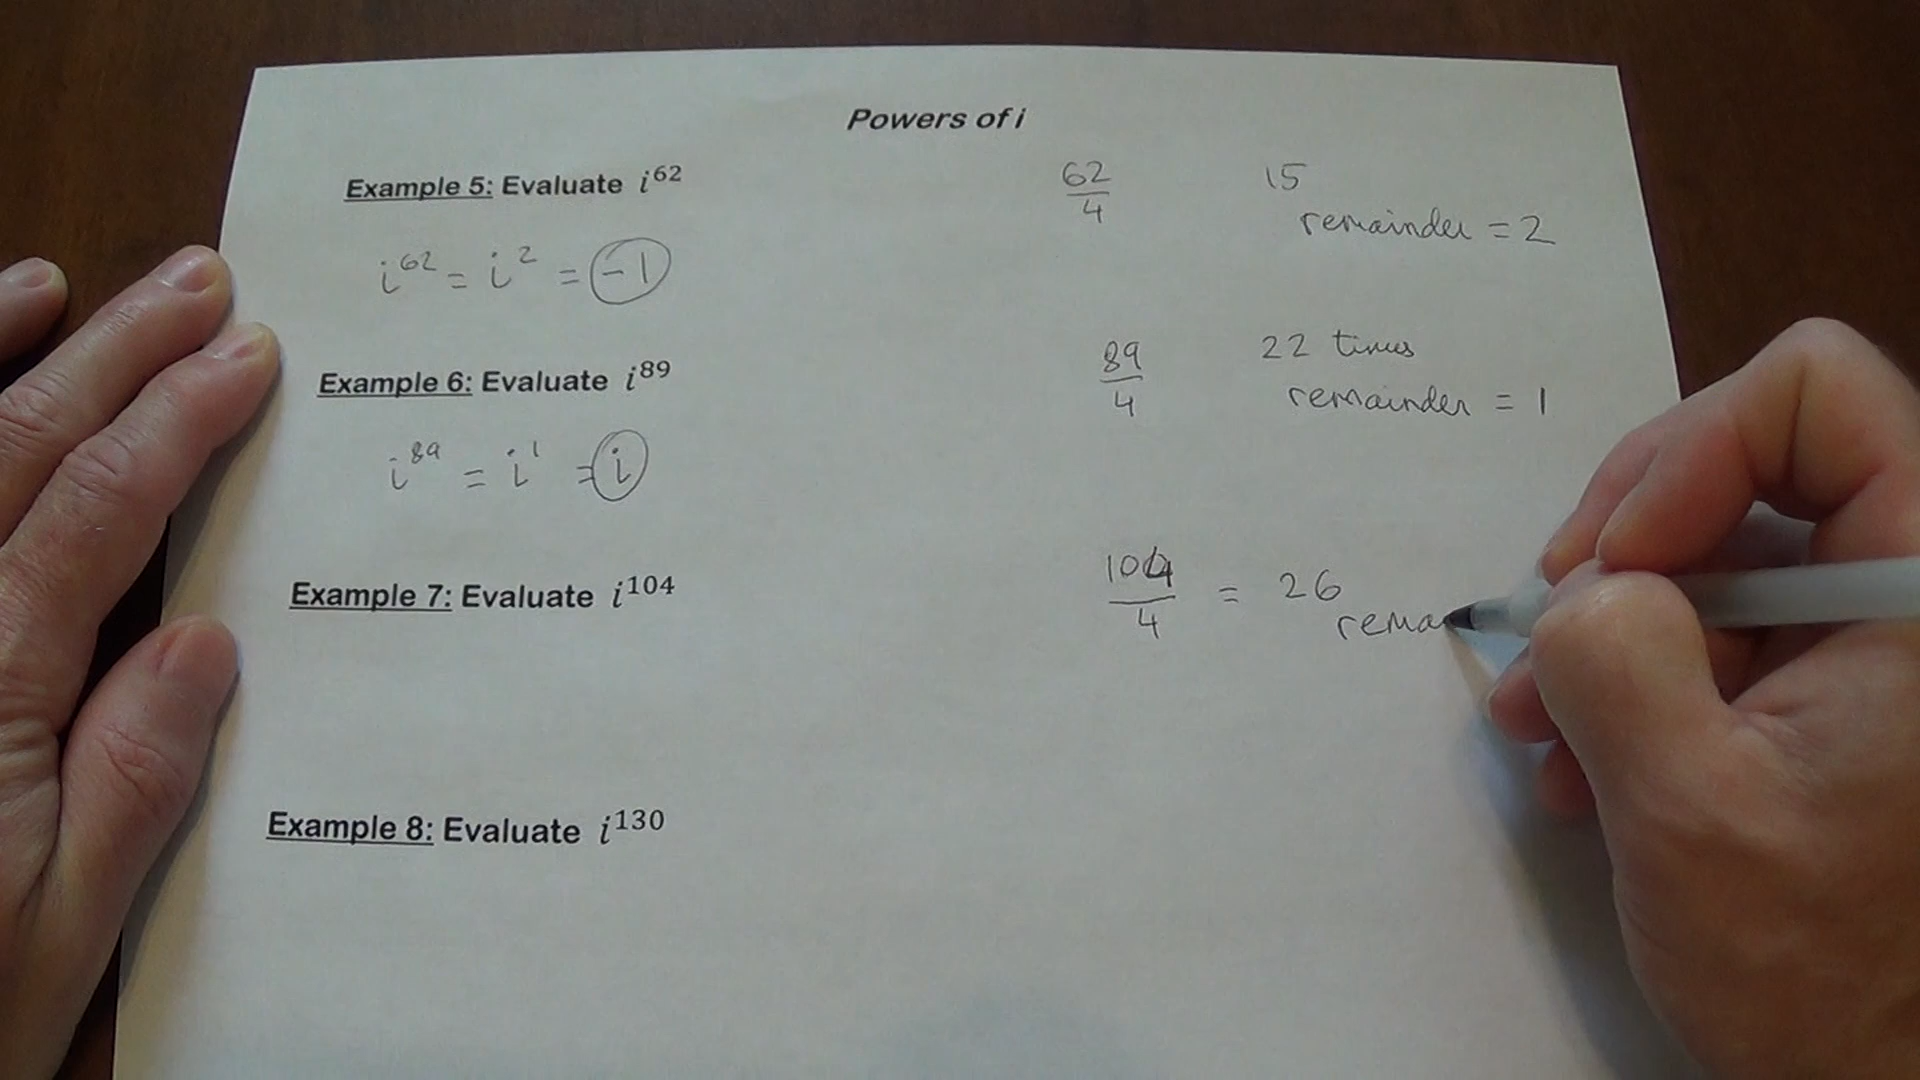 Powers of i
Example 5: Evaluate i^62
62/4
15
remainder = 2
i^62 = i^2 = -1
Example 6: Evaluate i^89
89/4
22 times
remainder = 1
i^89 = i^1 = i
Example 7: Evaluate i^104
104/4 = 26
rema
Example 8: Evaluate i^130